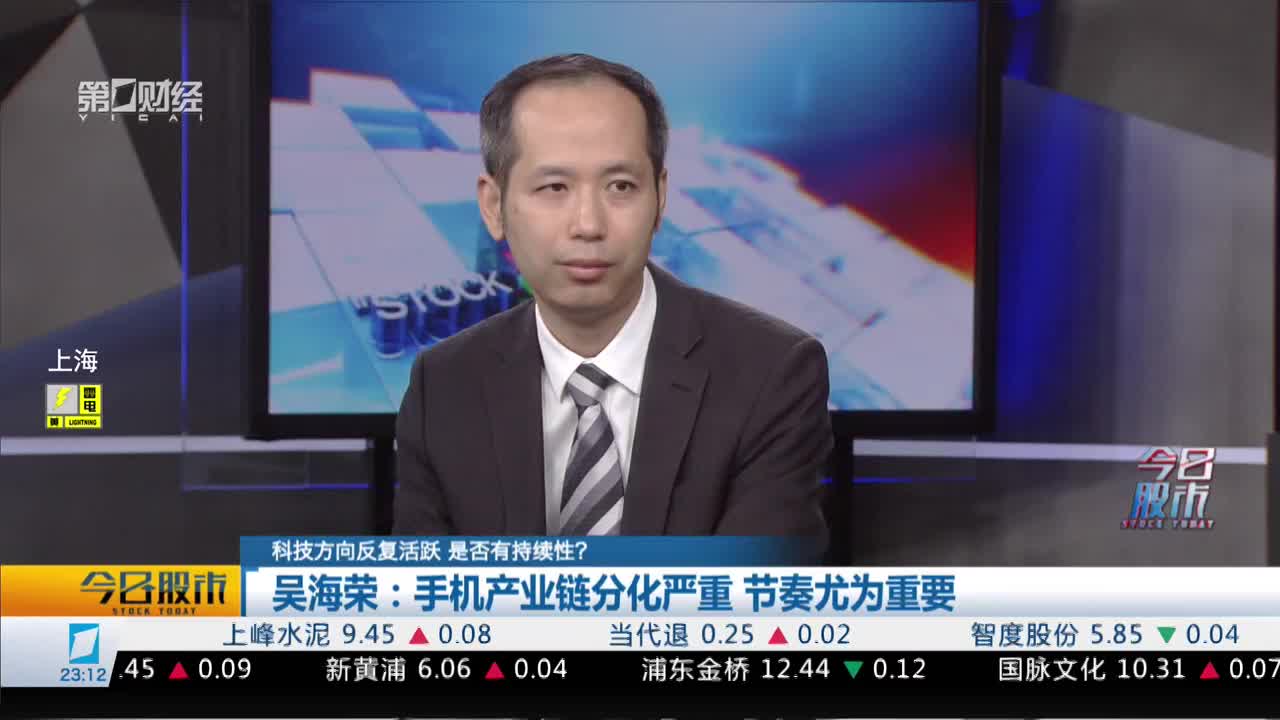 第一财经
YICAI
STOCK
上海
雷电
黄 LIGHTNING
今日股市
STOCK TODAY
科技方向反复活跃 是否有持续性?
今日股市
STOCK TODAY
吴海荣：手机产业链分化严重 节奏尤为重要
上峰水泥 9.45 ▲ 0.08 当代退 0.25 ▲ 0.02 智度股份 5.85 ▼ 0.04
23:12
.45 ▲ 0.09 新黄浦 6.06 ▲ 0.04 浦东金桥 12.44 ▼ 0.12 国脉文化 10.31 ▲ 0.07